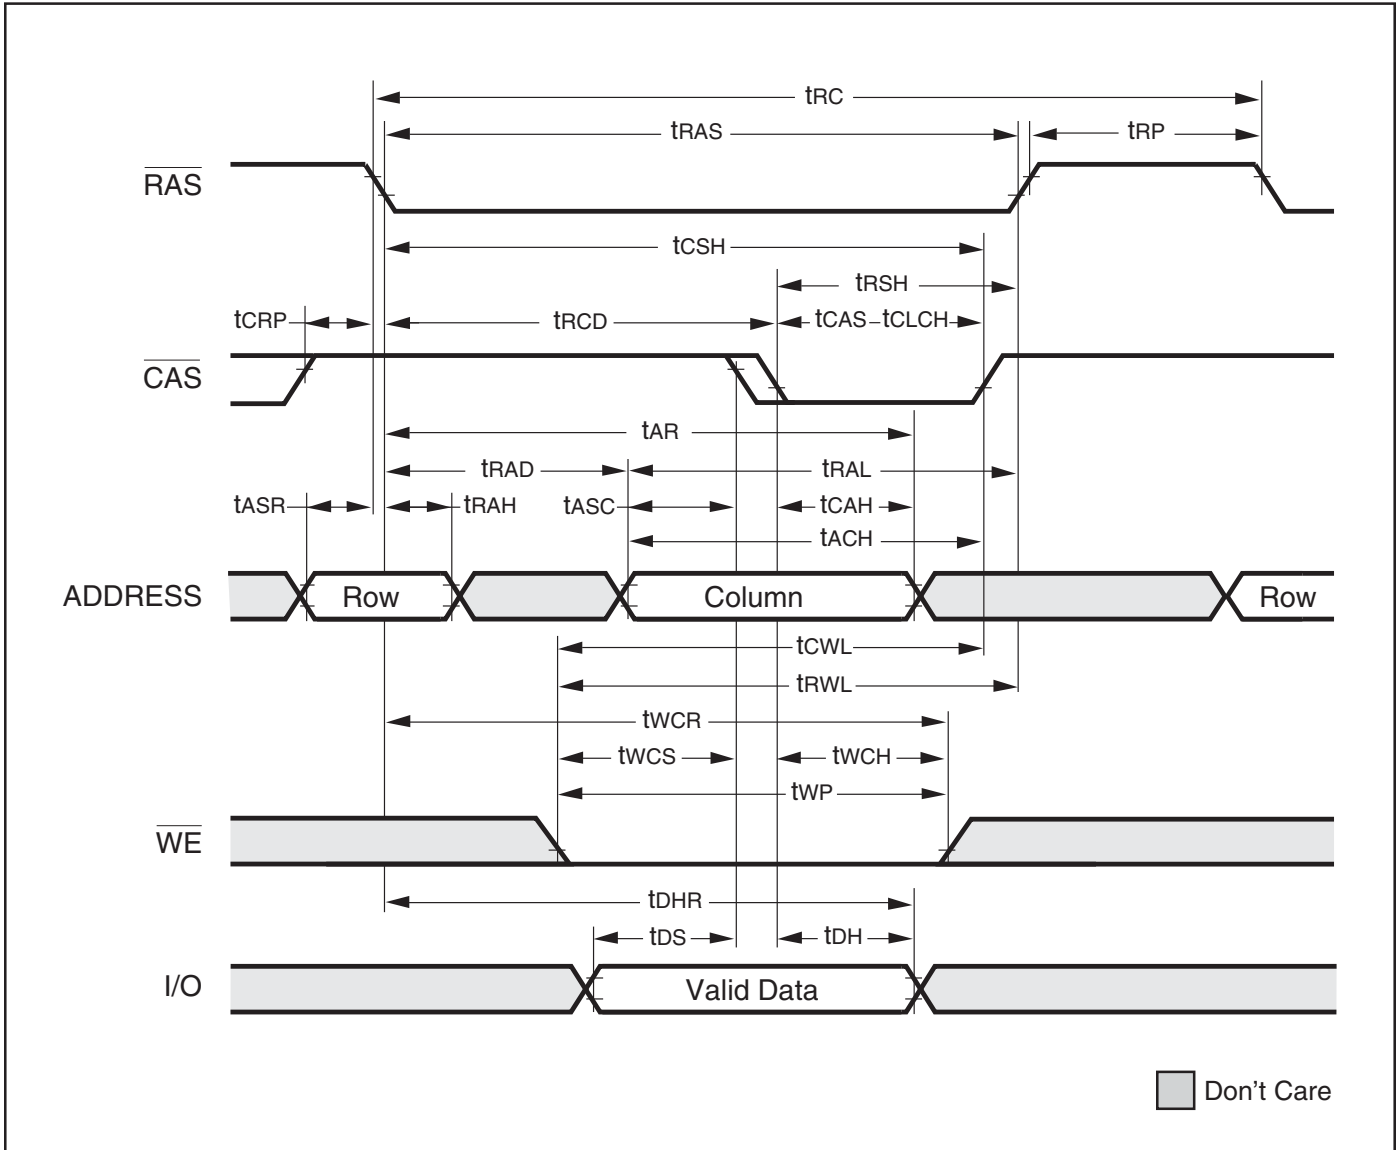 tRC
tRAS
tRP
RAS
tCSH
tRSH
tCRP
tRCD
tCAS tCLCH
CAS
tAR
tRAD
tRAL
tASR
tRAH
tASC
tCAH
tACH
ADDRESS
Row
Column
Row
tCWL
tRWL
tWCR
tWCS
tWCH
tWP
WE
tDHR
tDS
tDH
I/O
Valid Data
Don't Care